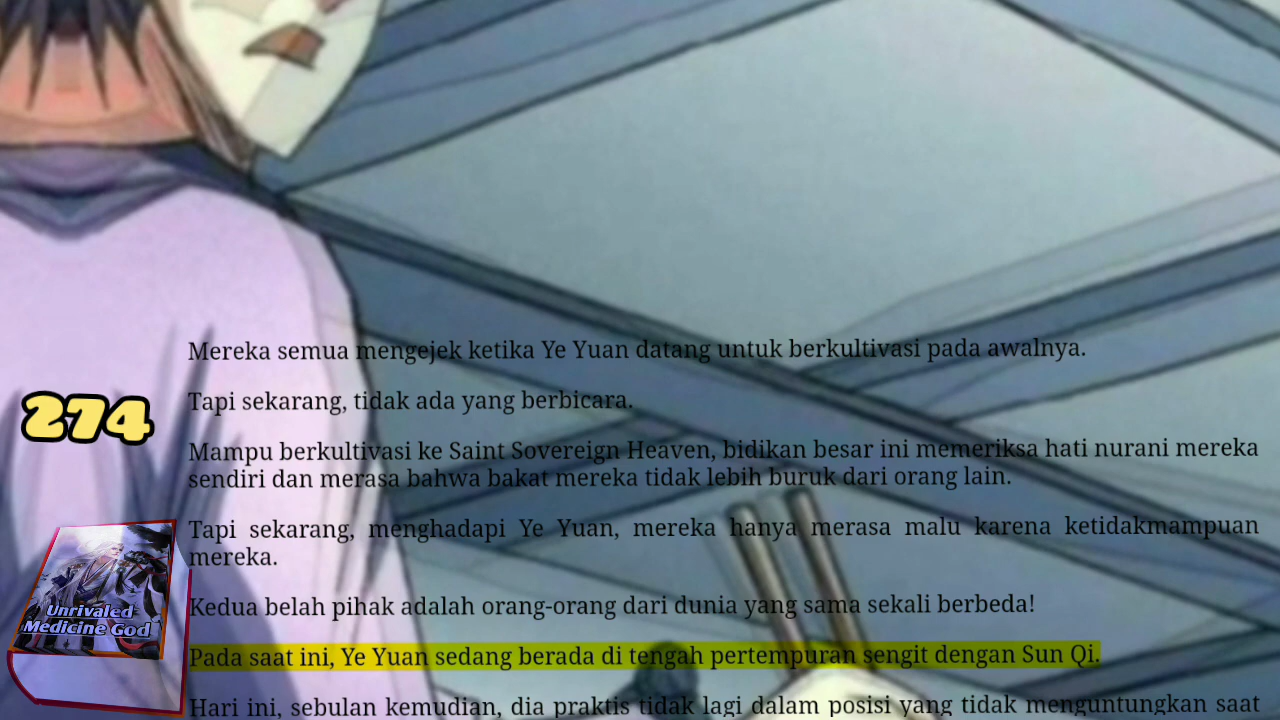 Mereka semua mengejek ketika Ye Yuan datang untuk berkultivasi pada awalnya.
274
Tapi sekarang, tidak ada yang berbicara.
Mampu berkultivasi ke Saint Sovereign Heaven, bidikan besar ini memeriksa hati nurani mereka
sendiri dan merasa bahwa bakat mereka tidak lebih buruk dari orang lain.
Tapi sekarang, menghadapi Ye Yuan, mereka hanya merasa malu karena ketidakmampuan
mereka.
Kedua belah pihak adalah orang-orang dari dunia yang sama sekali berbeda!
Unrivaled
Medicine God
Pada saat ini, Ye Yuan sedang berada di tengah pertempuran sengit dengan Sun Qi.
Hari ini, sebulan kemudian, dia praktis tidak lagi dalam posisi yang tidak menguntungkan saat